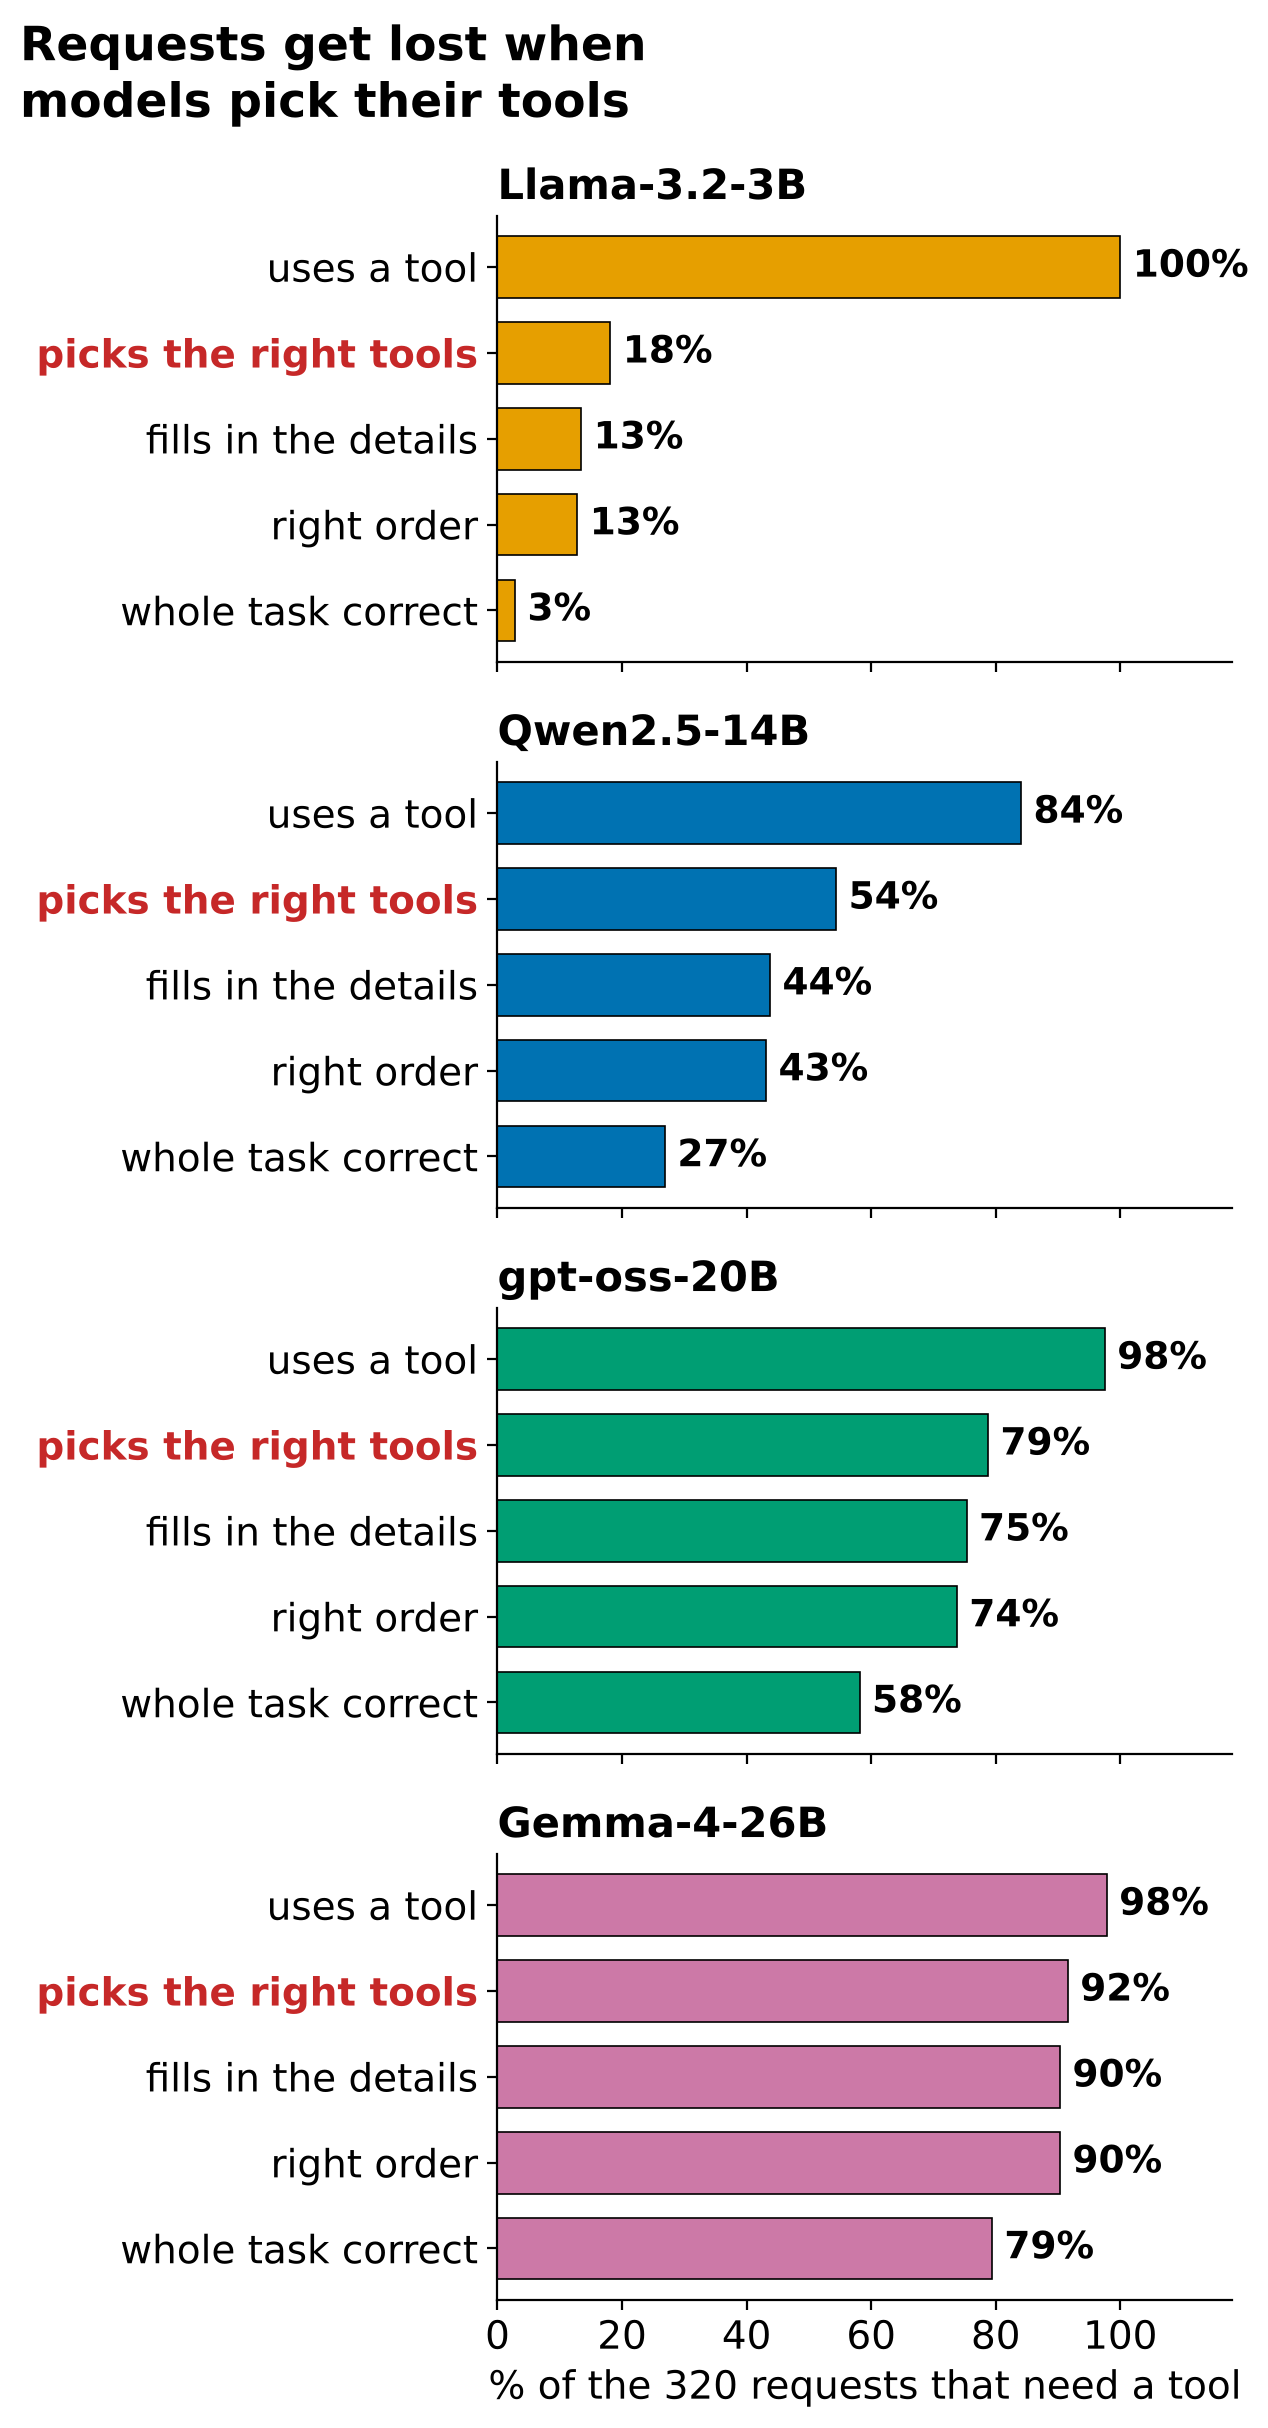 Requests get lost when
models pick their tools
Llama-3.2-3B
uses a tool 100%
picks the right tools 18%
fills in the details 13%
right order 13%
whole task correct 3%
Qwen2.5-14B
uses a tool 84%
picks the right tools 54%
fills in the details 44%
right order 43%
whole task correct 27%
gpt-oss-20B
uses a tool 98%
picks the right tools 79%
fills in the details 75%
right order 74%
whole task correct 58%
Gemma-4-26B
uses a tool 98%
picks the right tools 92%
fills in the details 90%
right order 90%
whole task correct 79%
0 20 40 60 80 100
% of the 320 requests that need a tool